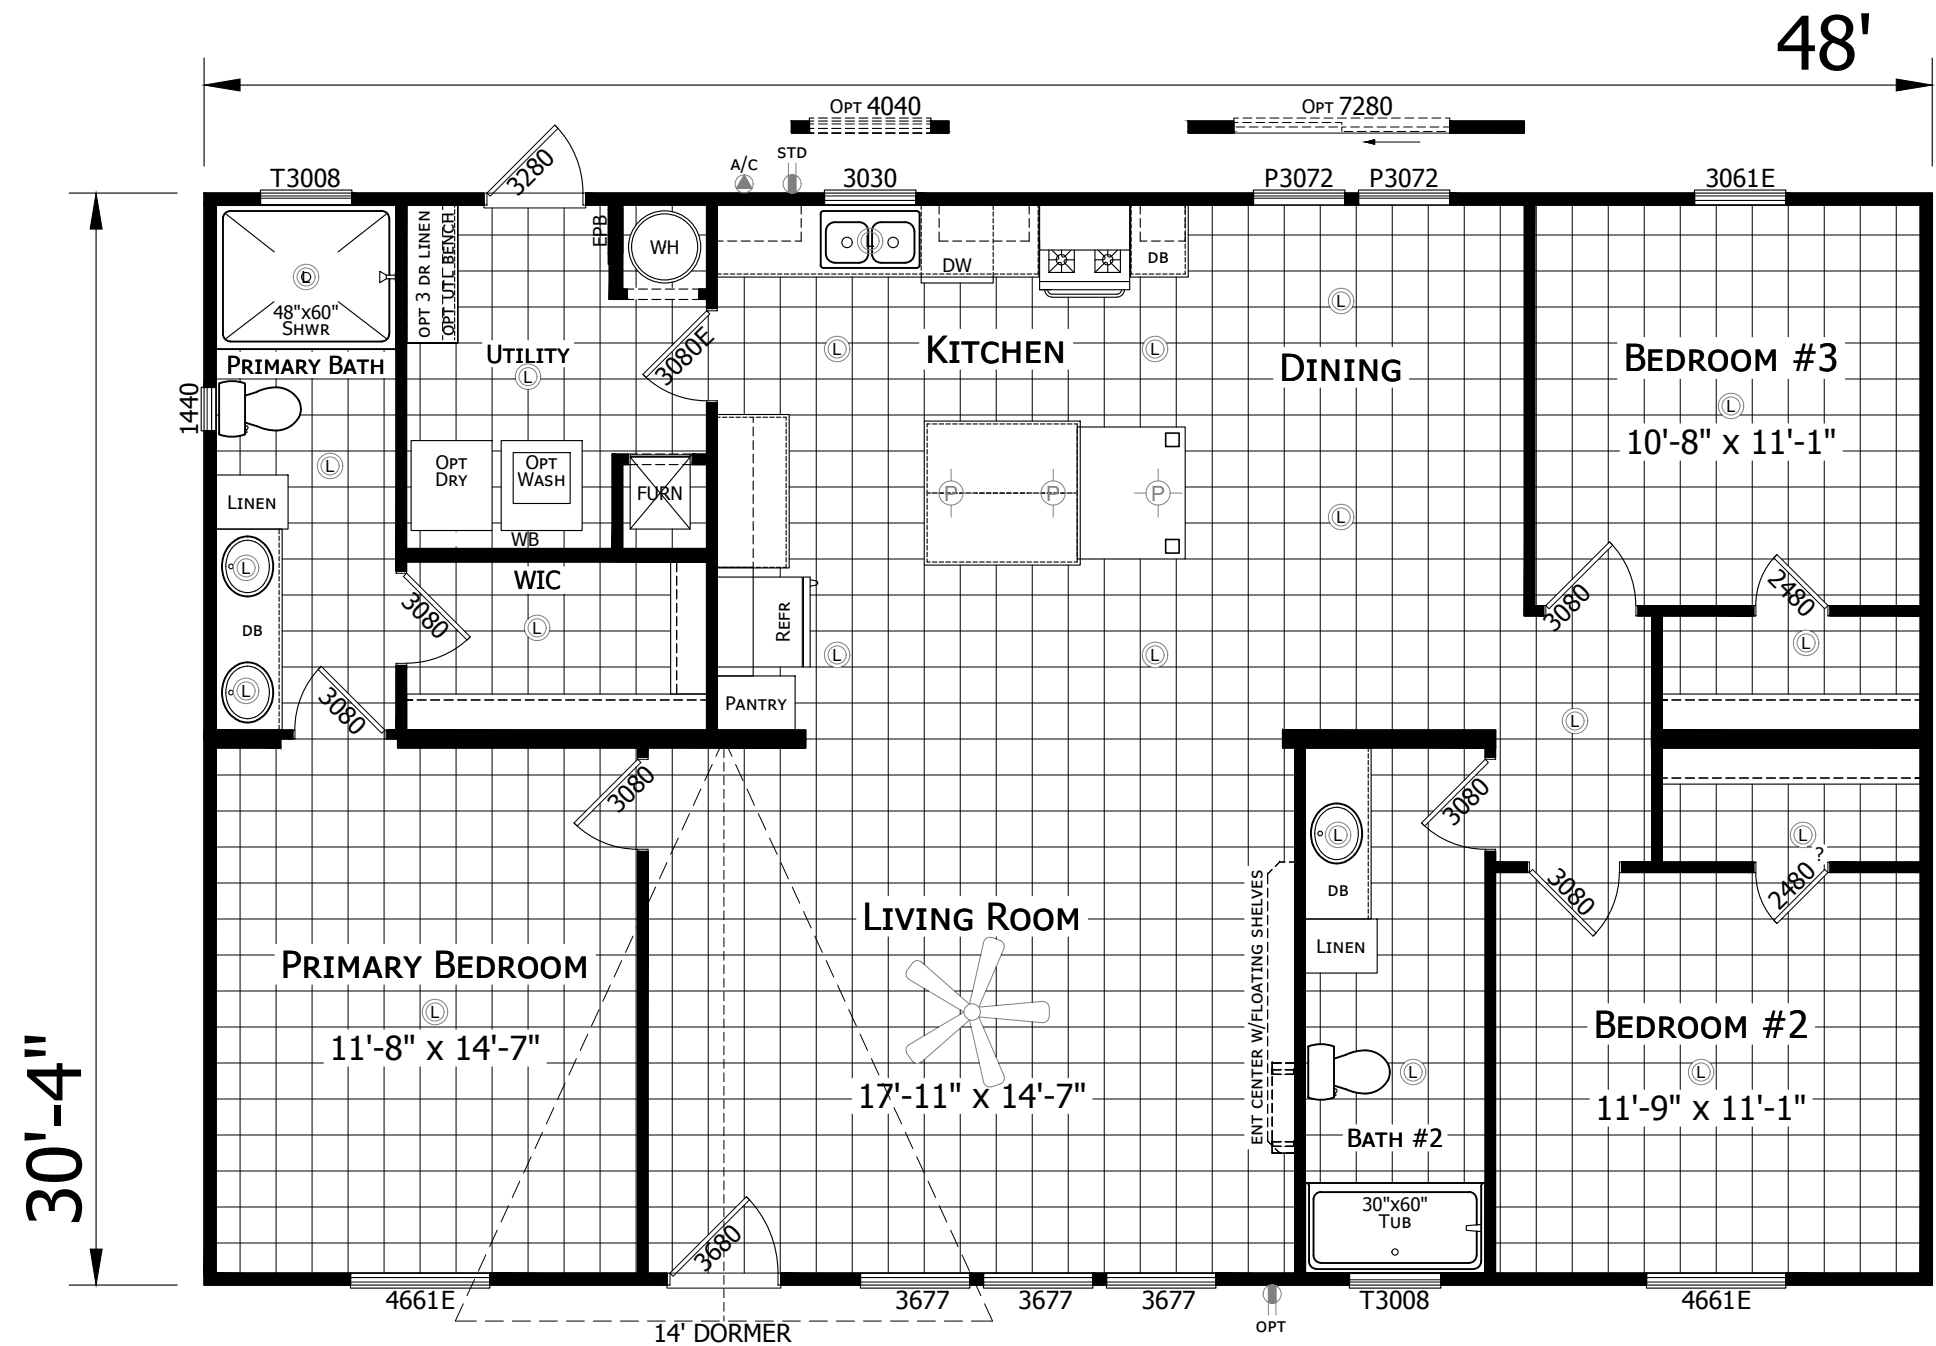 48'
OPT 4040
OPT 7280
A/C
STD
T3008
3280
3030
P3072
P3072
3061E
OPT 3 DR LINEN
OPT UTL BENCH
EPB
WH
L
L
DW
DB
48"x60"
SHWR
PRIMARY BATH
UTILITY
L
3080E
L
KITCHEN
L
L
DINING
BEDROOM #3
L
10'-8" x 11'-1"
1440
L
LINEN
OPT
DRY
OPT
WASH
FURN
WB
P
P
P
L
L
DB
L
3080
WIC
L
REFR
L
L
3080
2480
L
3080
PANTRY
L
3080
L
DB
3080
L
?
3080
2480
LINEN
LIVING ROOM
ENT CENTER W/FLOATING SHELVES
PRIMARY BEDROOM
L
11'-8" x 14'-7"
17'-11" x 14'-7"
L
BATH #2
BEDROOM #2
L
11'-9" x 11'-1"
30'-4"
30"x60"
TUB
3680
4661E
3677
3677
3677
T3008
4661E
14' DORMER
OPT